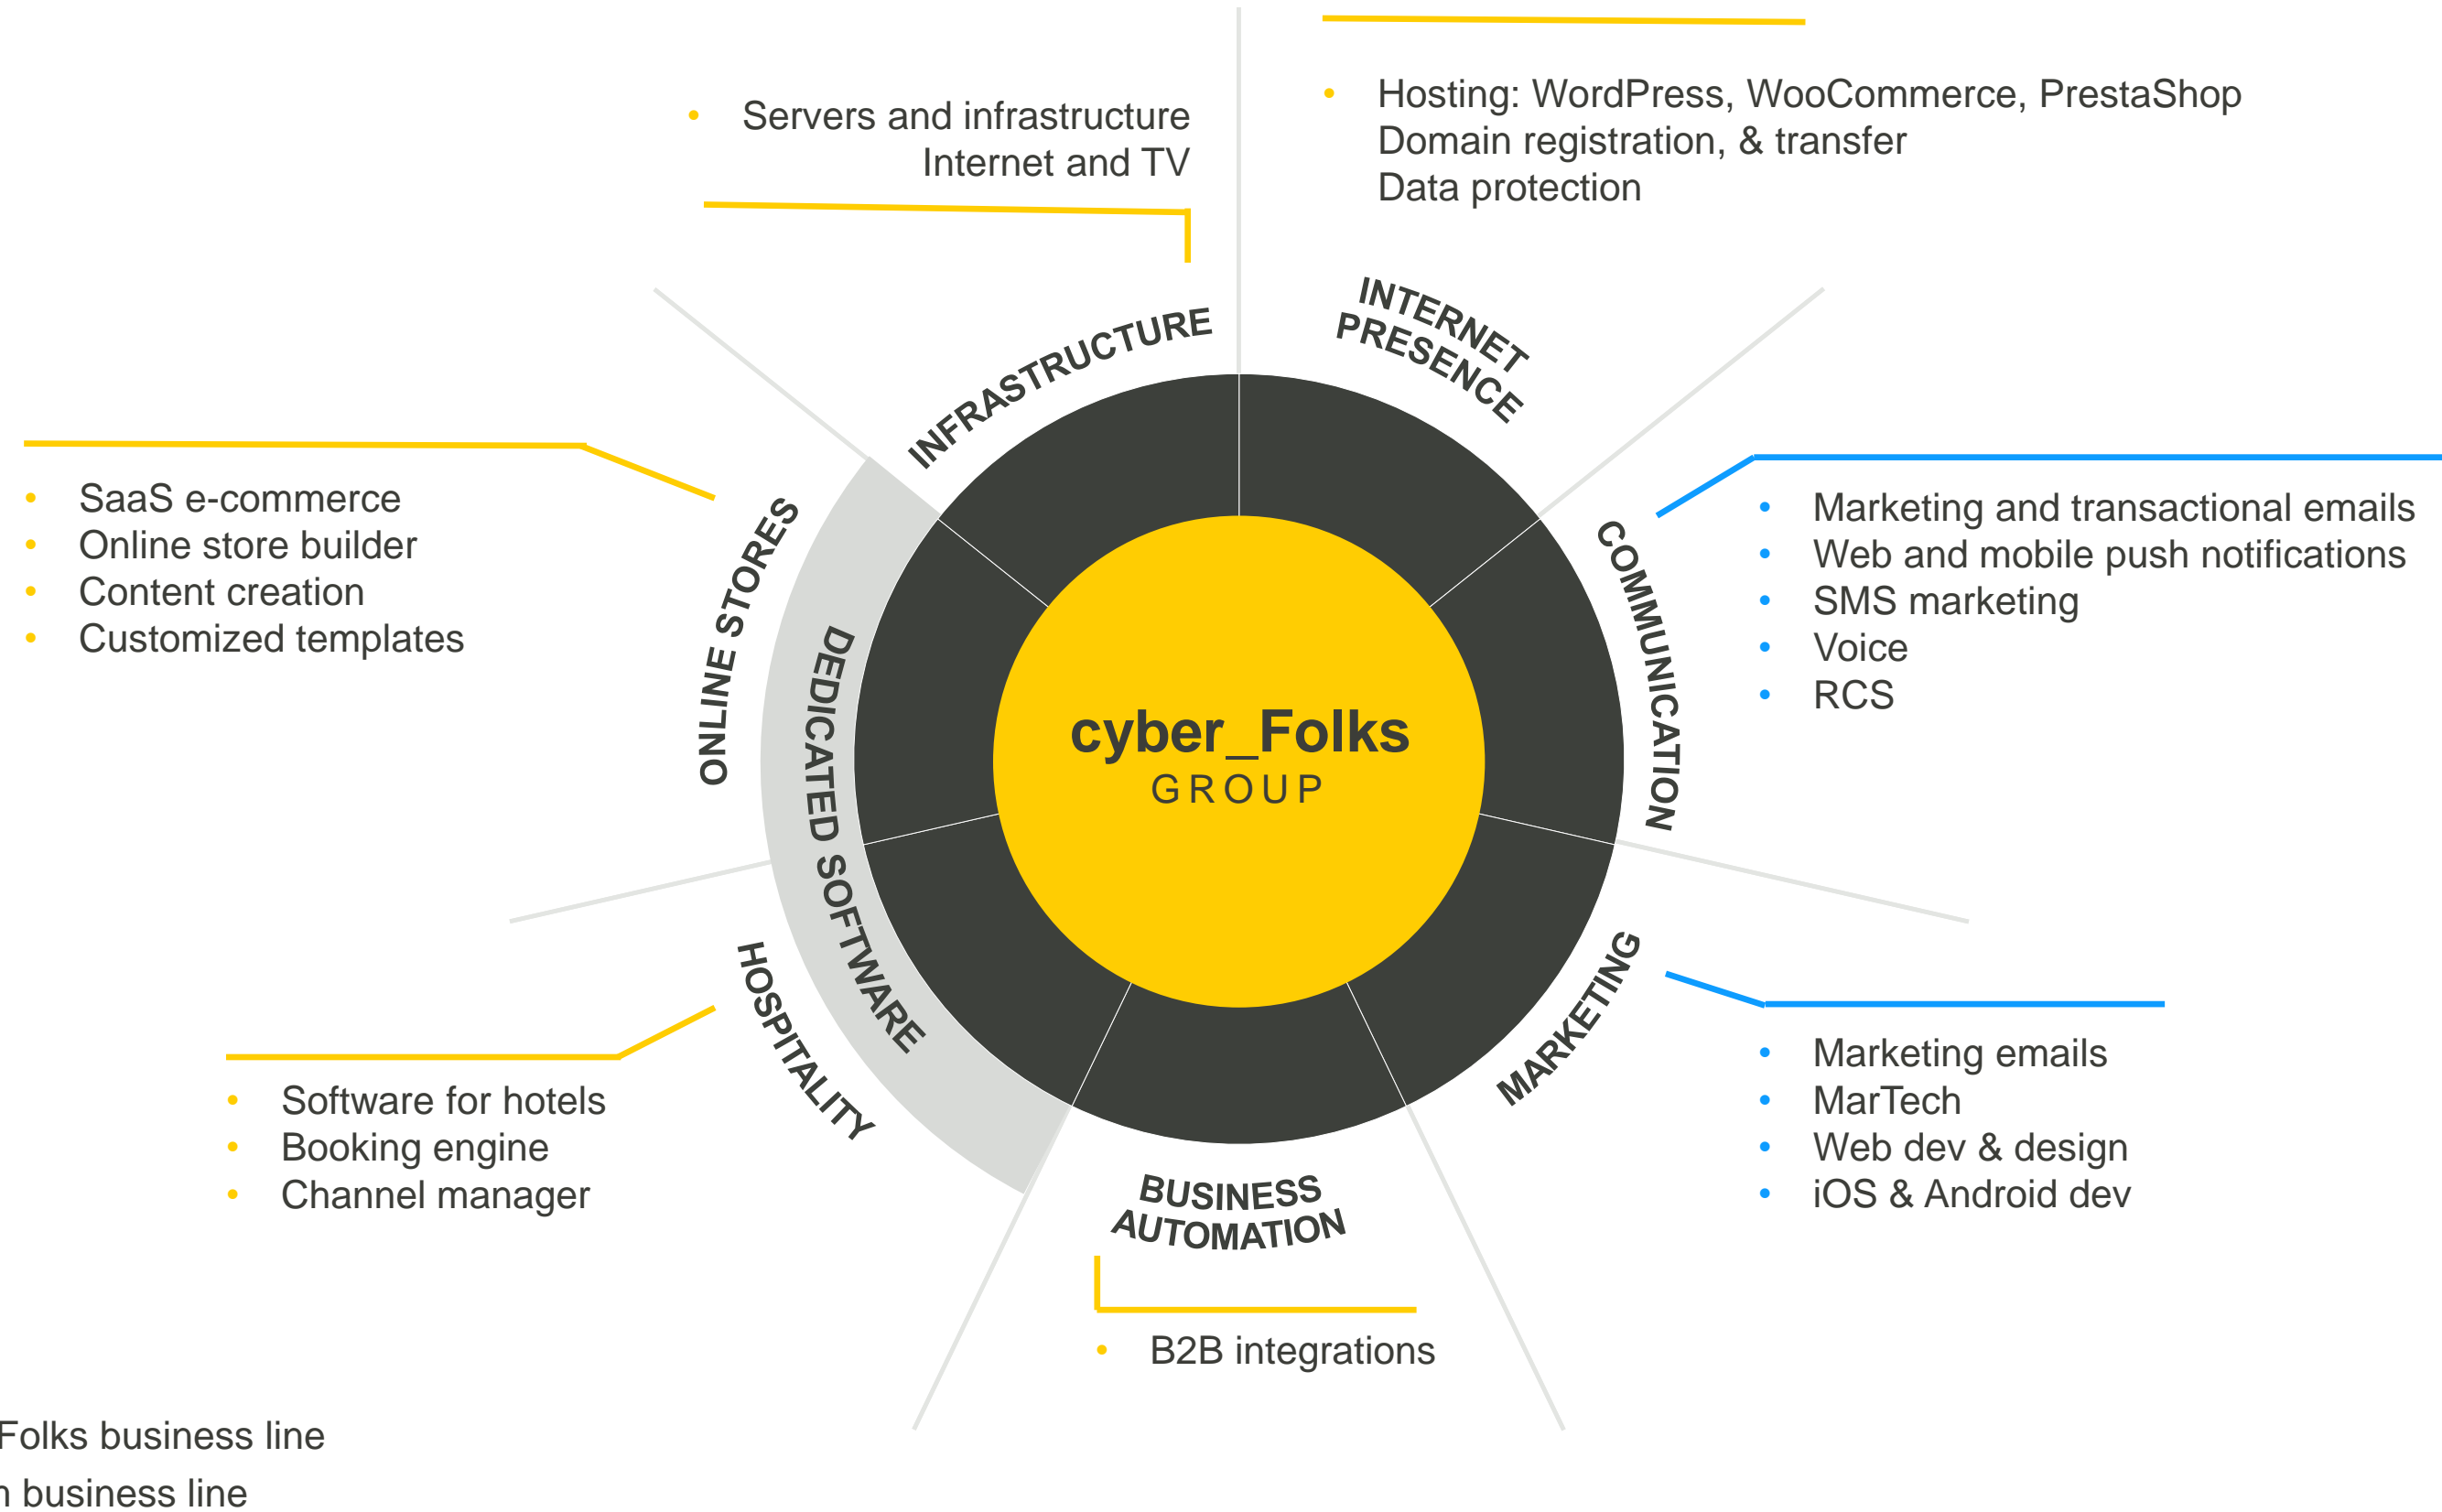 • Servers and infrastructure
Internet and TV
• Hosting: WordPress, WooCommerce, PrestaShop
Domain registration, & transfer
Data protection
INFRASTRUCTURE
INTERNET
PRESENCE
• SaaS e-commerce
• Online store builder
• Content creation
• Customized templates
ONLINE STORES
DEDICATED SOFTWARE
cyber_Folks
GROUP
COMMUNICATION
• Marketing and transactional emails
• Web and mobile push notifications
• SMS marketing
• Voice
• RCS
HOSPITALITY
• Software for hotels
• Booking engine
• Channel manager
MARKETING
• Marketing emails
• MarTech
• Web dev & design
• iOS & Android dev
BUSINESS
AUTOMATION
• B2B integrations
Folks business line
business line